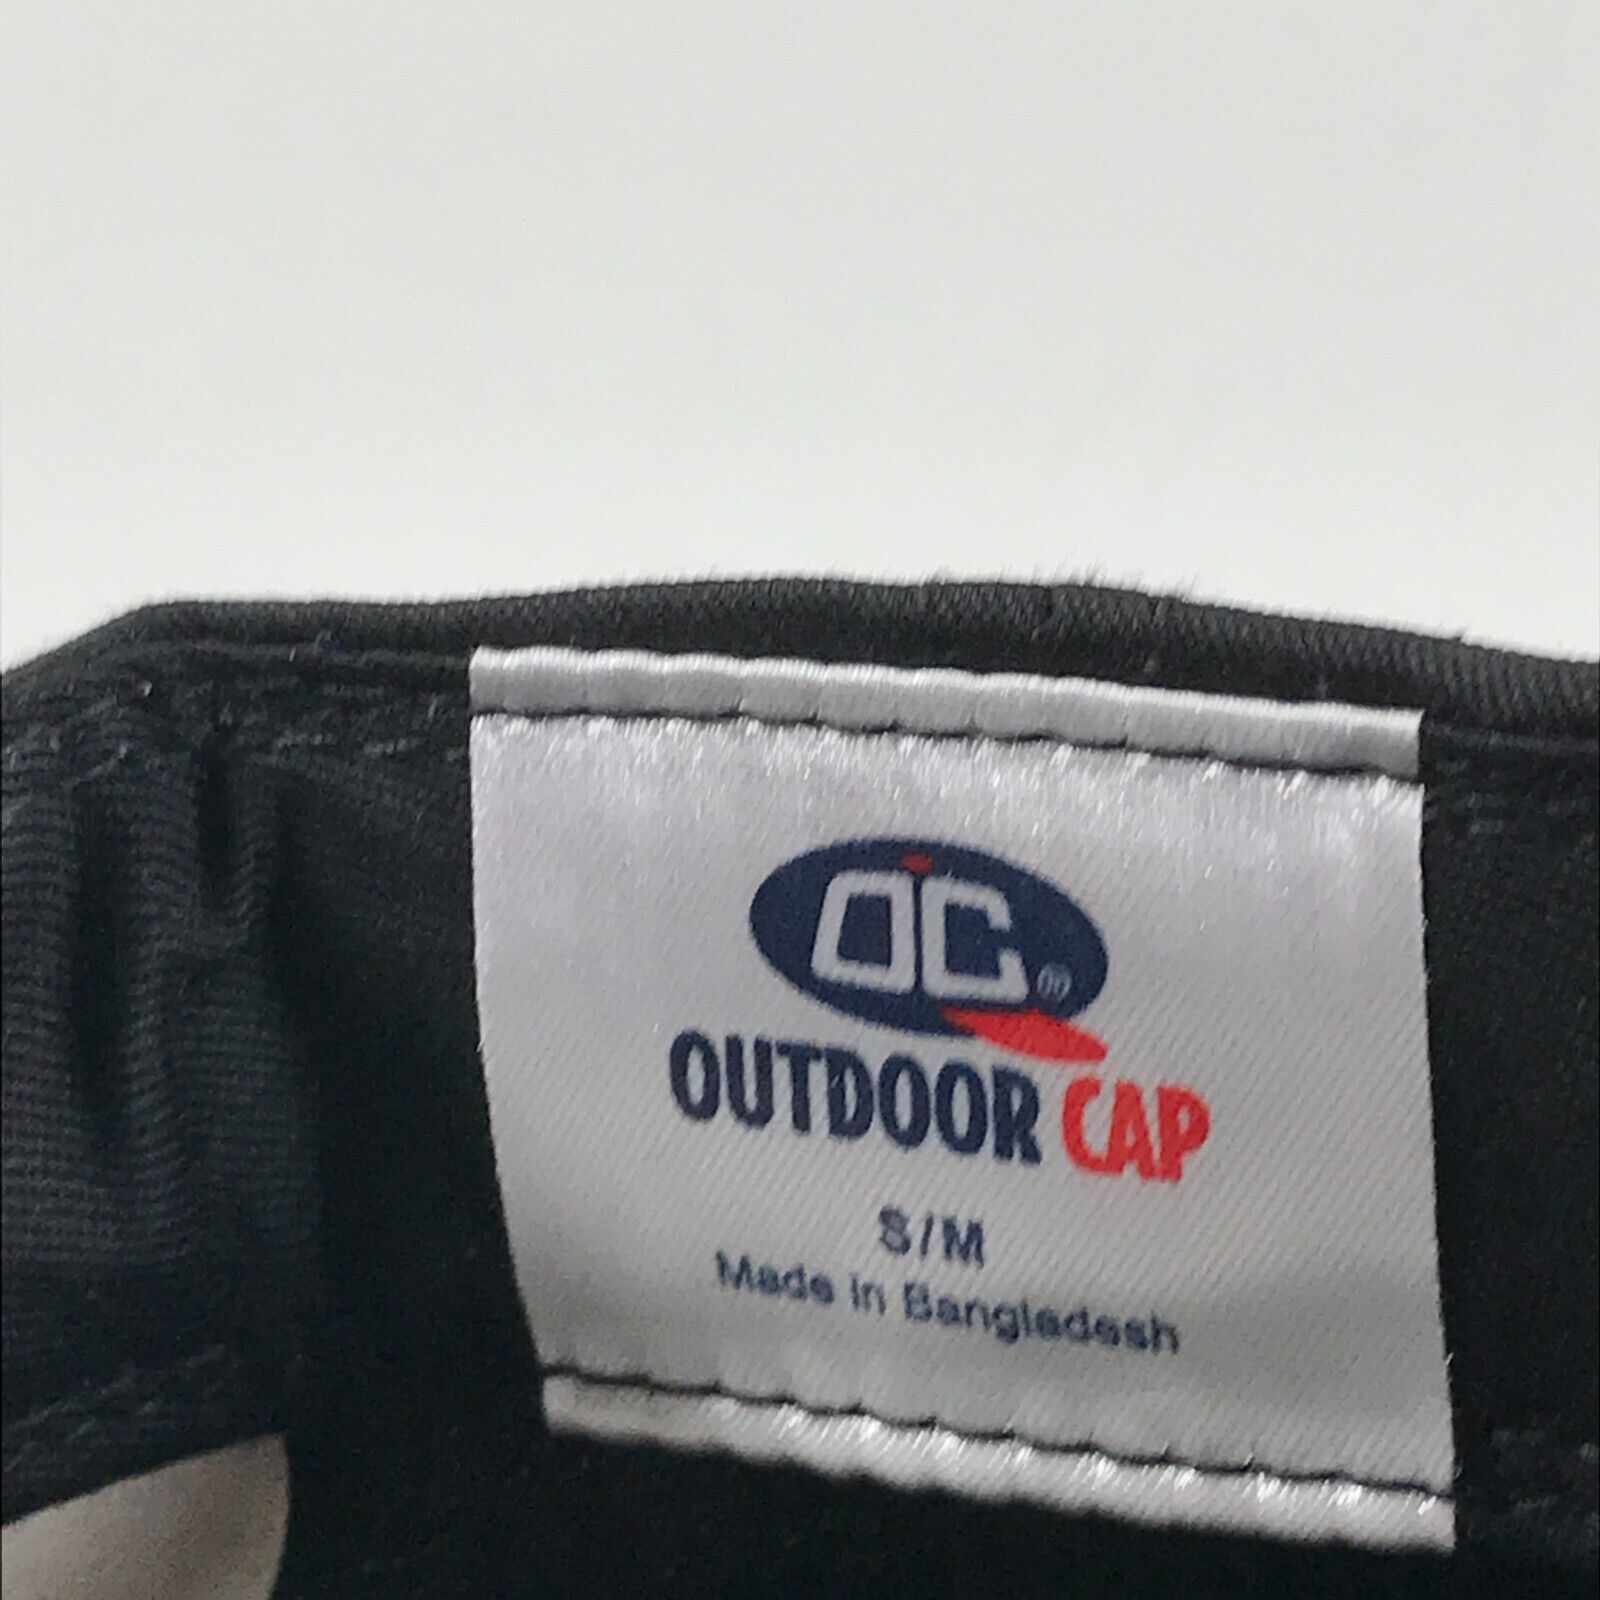 OC®
OUTDOOR CAP
S/M
Made in Bangladesh